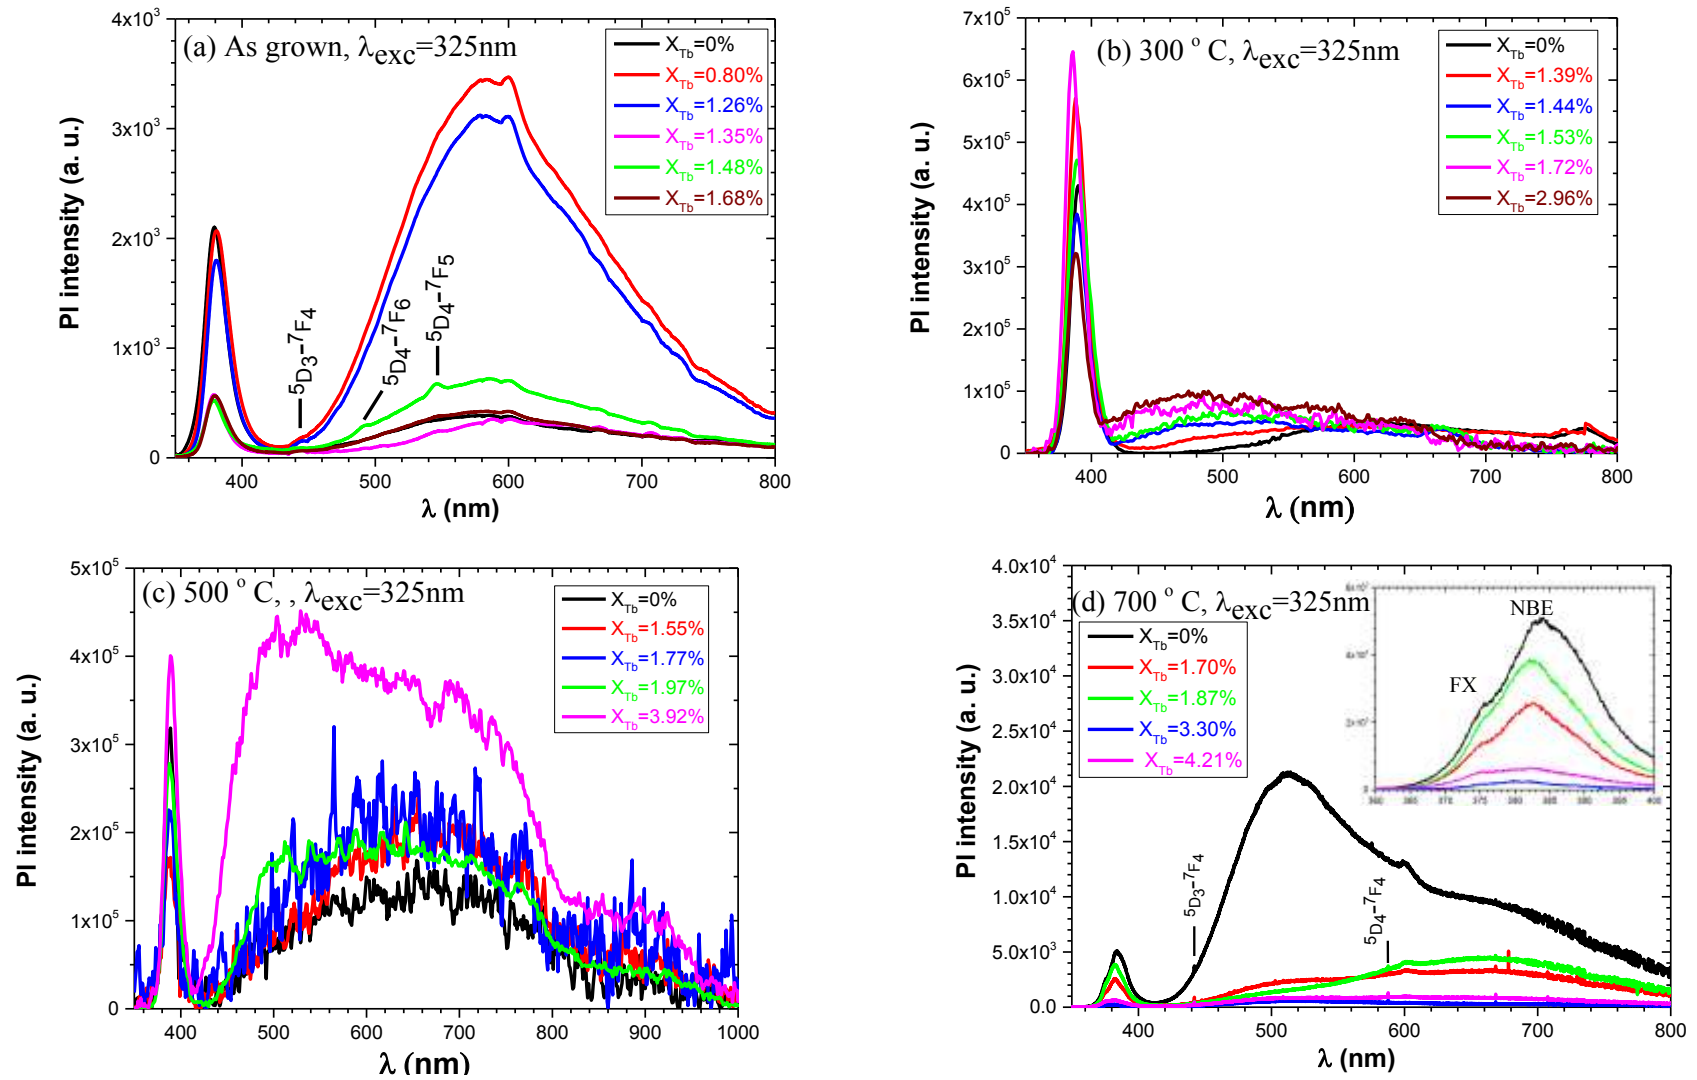 (a) As grown, λexc=325nm
4x10³
3x10³
2x10³
1x10³
0
PI intensity (a. u.)
XTb=0%
XTb=0.80%
XTb=1.26%
XTb=1.35%
XTb=1.48%
XTb=1.68%
⁵D3-⁷F4
⁵D4-⁷F6
⁵D4-⁷F5
400 500 600 700 800
λ (nm)
(b) 300 ° C, λexc=325nm
7x10⁵
6x10⁵
5x10⁵
4x10⁵
3x10⁵
2x10⁵
1x10⁵
0
PI intensity (a. u.)
XTb=0%
XTb=1.39%
XTb=1.44%
XTb=1.53%
XTb=1.72%
XTb=2.96%
400 500 600 700 800
λ (nm)
(c) 500 ° C, , λexc=325nm
5x10⁵
4x10⁵
3x10⁵
2x10⁵
1x10⁵
0
PI intensity (a. u.)
XTb=0%
XTb=1.55%
XTb=1.77%
XTb=1.97%
XTb=3.92%
400 500 600 700 800 900 1000
λ (nm)
(d) 700 ° C, λexc=325nm
4.0x10⁴
3.5x10⁴
3.0x10⁴
2.5x10⁴
2.0x10⁴
1.5x10⁴
1.0x10⁴
5.0x10³
0.0
PI intensity (a. u.)
XTb=0%
XTb=1.70%
XTb=1.87%
XTb=3.30%
XTb=4.21%
NBE
FX
⁵D3-⁷F4
⁵D4-⁷F4
400 500 600 700 800
λ (nm)